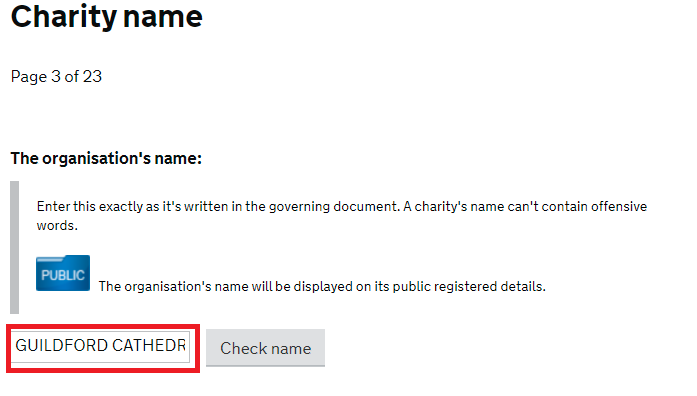 Charity name
Page 3 of 23
The organisation's name:
Enter this exactly as it's written in the governing document. A charity's name can't contain offensive
words.
PUBLIC
The organisation's name will be displayed on its public registered details.
GUILDFORD CATHEDR
Check name